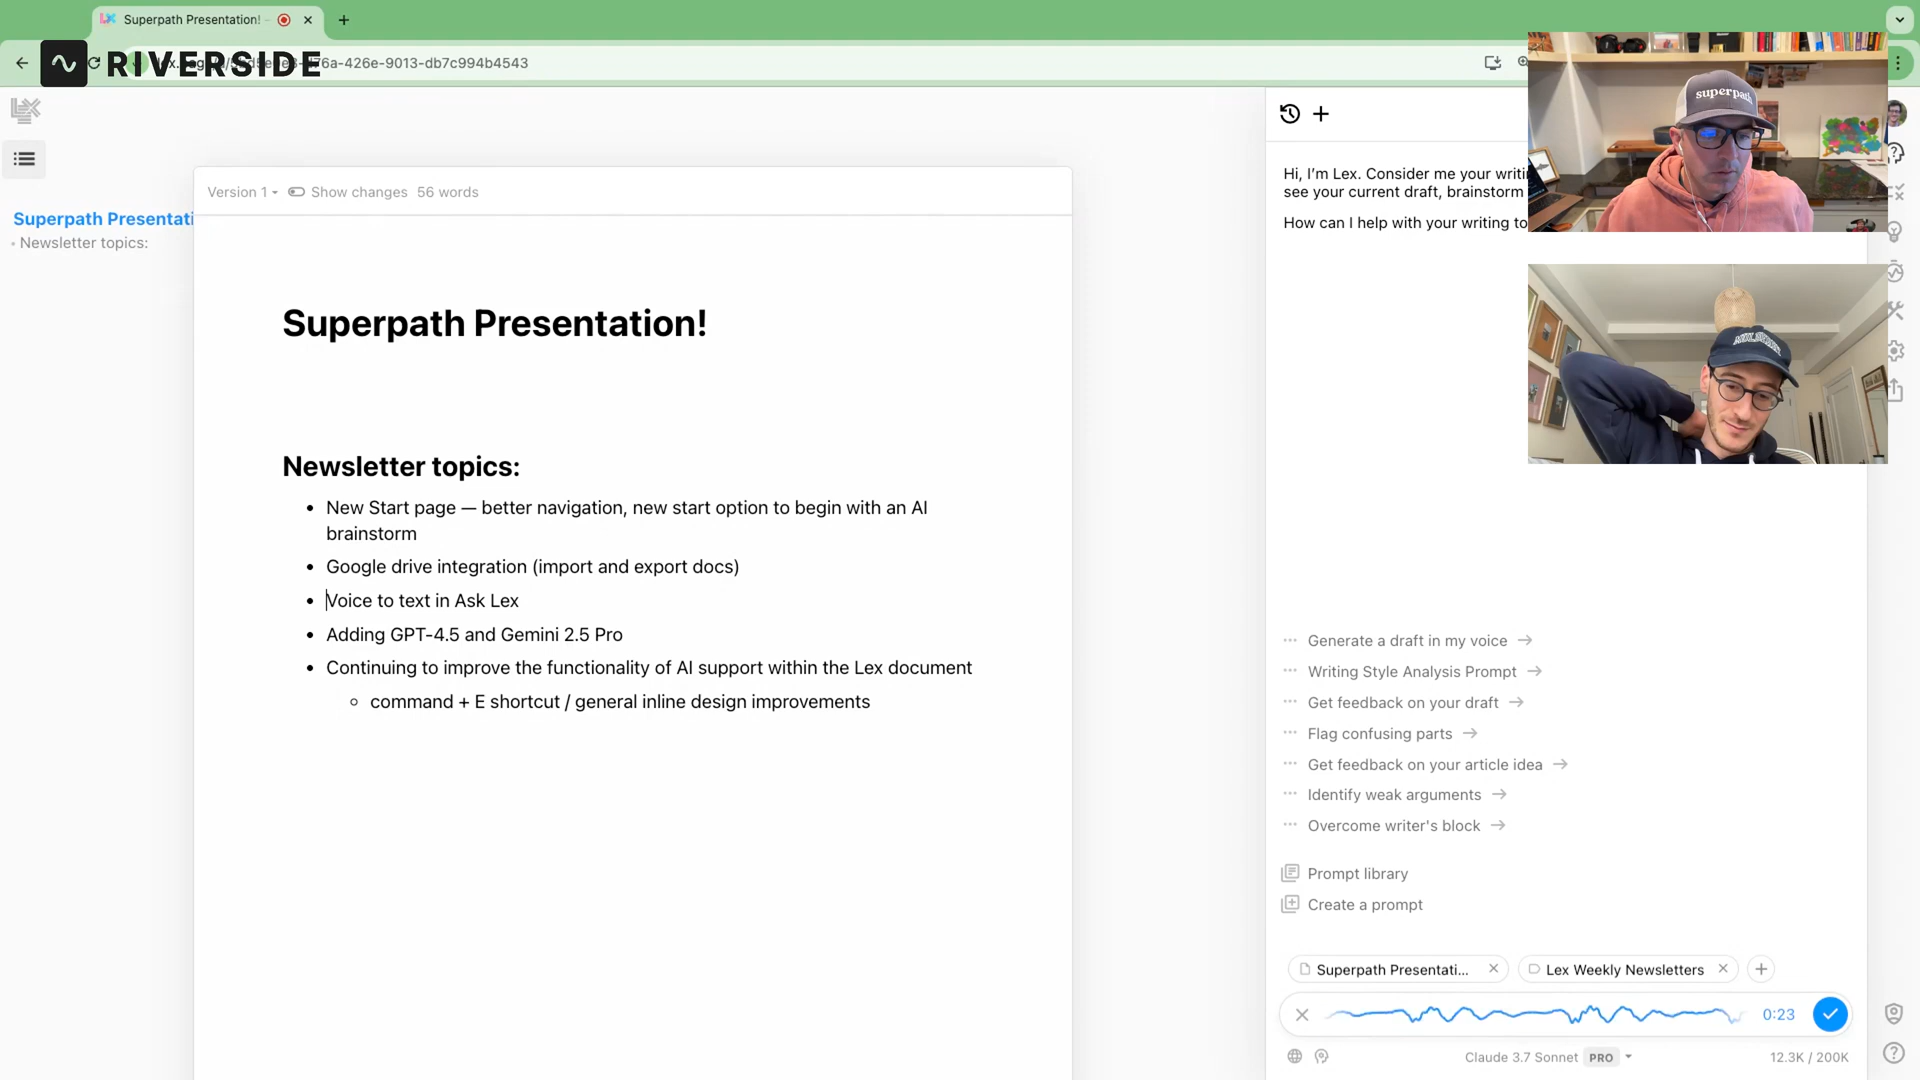 Superpath Presentation!
RIVERSIDE
76a-426e-9013-db7c994b4543
Superpath Presentati
Newsletter topics:
Version 1
Show changes
56 words
Superpath Presentation!
Newsletter topics:
New Start page — better navigation, new start option to begin with an AI
brainstorm
Google drive integration (import and export docs)
Voice to text in Ask Lex
Adding GPT-4.5 and Gemini 2.5 Pro
Continuing to improve the functionality of AI support within the Lex document
command + E shortcut / general inline design improvements
Hi, I'm Lex. Consider me your writi
see your current draft, brainstorm
How can I help with your writing to
superpath
Generate a draft in my voice
Writing Style Analysis Prompt
Get feedback on your draft
Flag confusing parts
Get feedback on your article idea
Identify weak arguments
Overcome writer's block
Prompt library
Create a prompt
Superpath Presentati...
Lex Weekly Newsletters
0:23
Claude 3.7 Sonnet PRO
12.3K / 200K